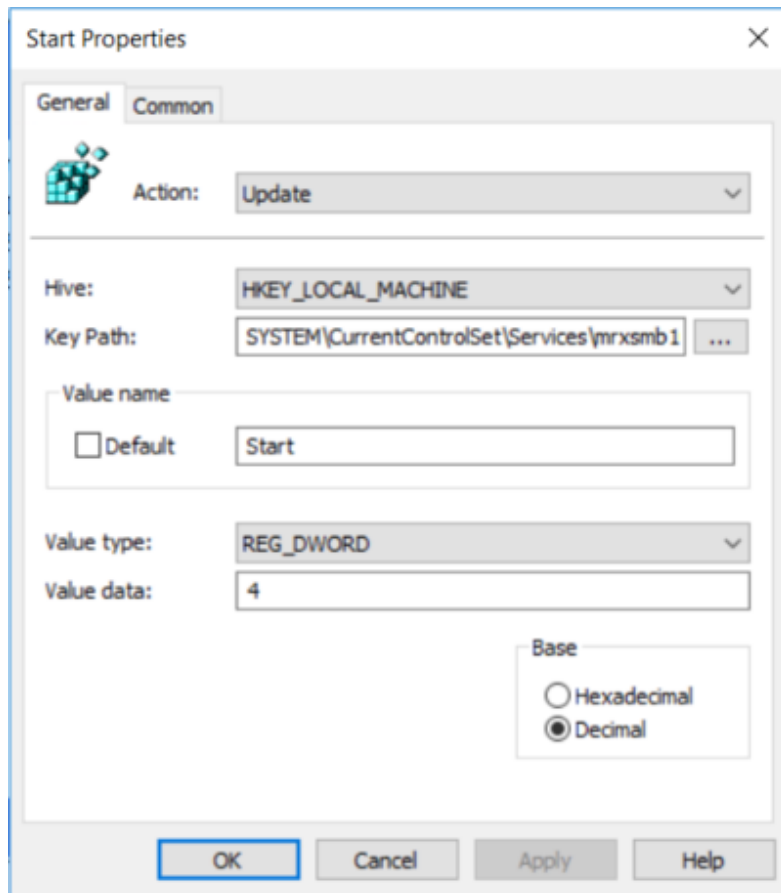 Start Properties
General Common
Action: Update
Hive: HKEY_LOCAL_MACHINE
Key Path: SYSTEM\CurrentControlSet\Services\mrxsmb1 ...
Value name
Default Start
Value type: REG_DWORD
Value data: 4
Base
Hexadecimal
Decimal
OK Cancel Apply Help